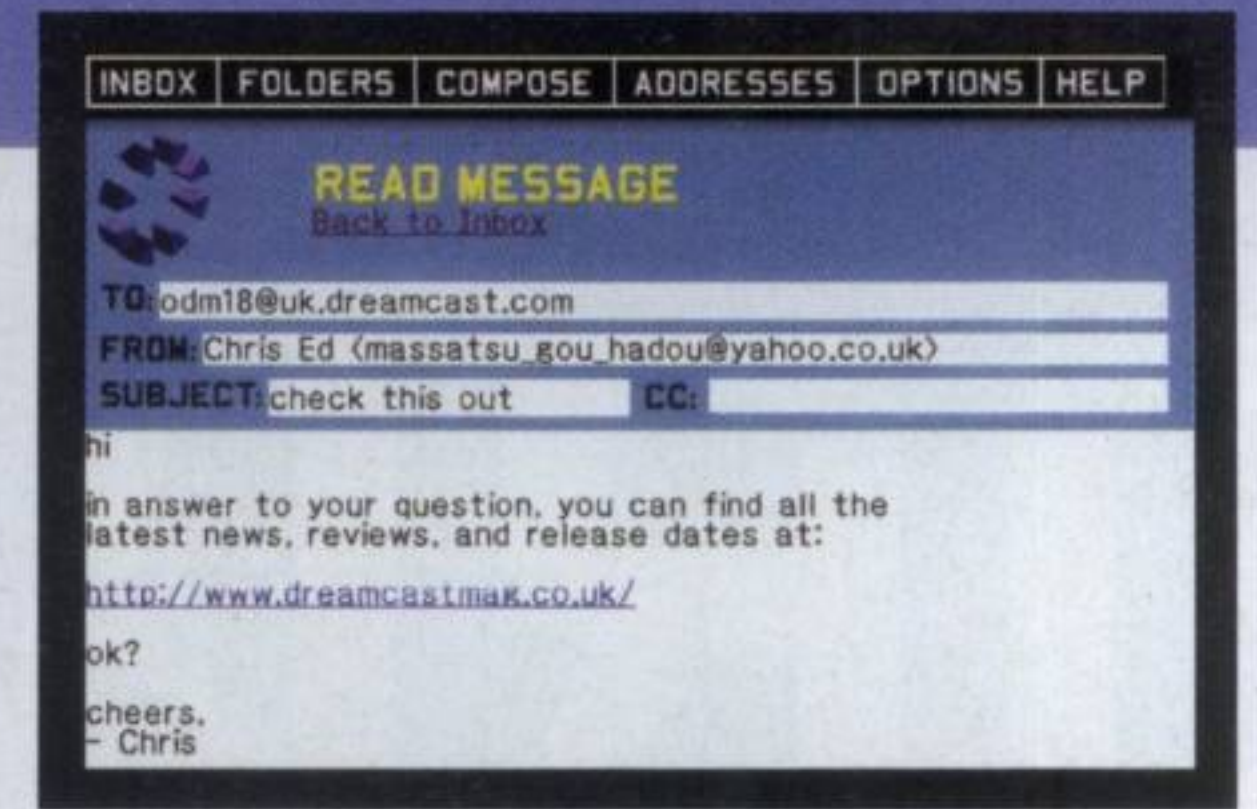 INBOX FOLDERS COMPOSE ADDRESSES OPTIONS HELP
READ MESSAGE
Back to Inbox
TO: odm18@uk.dreamcast.com
FROM: Chris Ed <massatsu_gou_hadou@yahoo.co.uk>
SUBJECT: check this out CC:
hi
in answer to your question, you can find all the
latest news, reviews, and release dates at:
http://www.dreamcastmag.co.uk/
ok?
cheers,
- Chris